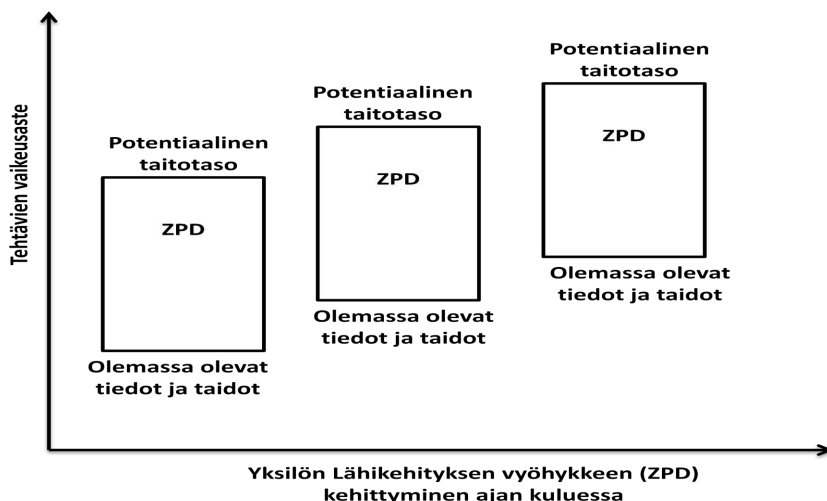 Tehtävien vaikeusaste
Potentiaalinen
taitotaso
ZPD
Olemassa olevat
tiedot ja taidot
Potentiaalinen
taitotaso
ZPD
Olemassa olevat
tiedot ja taidot
Potentiaalinen
taitotaso
ZPD
Olemassa olevat
tiedot ja taidot
Yksilön Lähikehityksen vyöhykkeen (ZPD)
kehittyminen ajan kuluessa